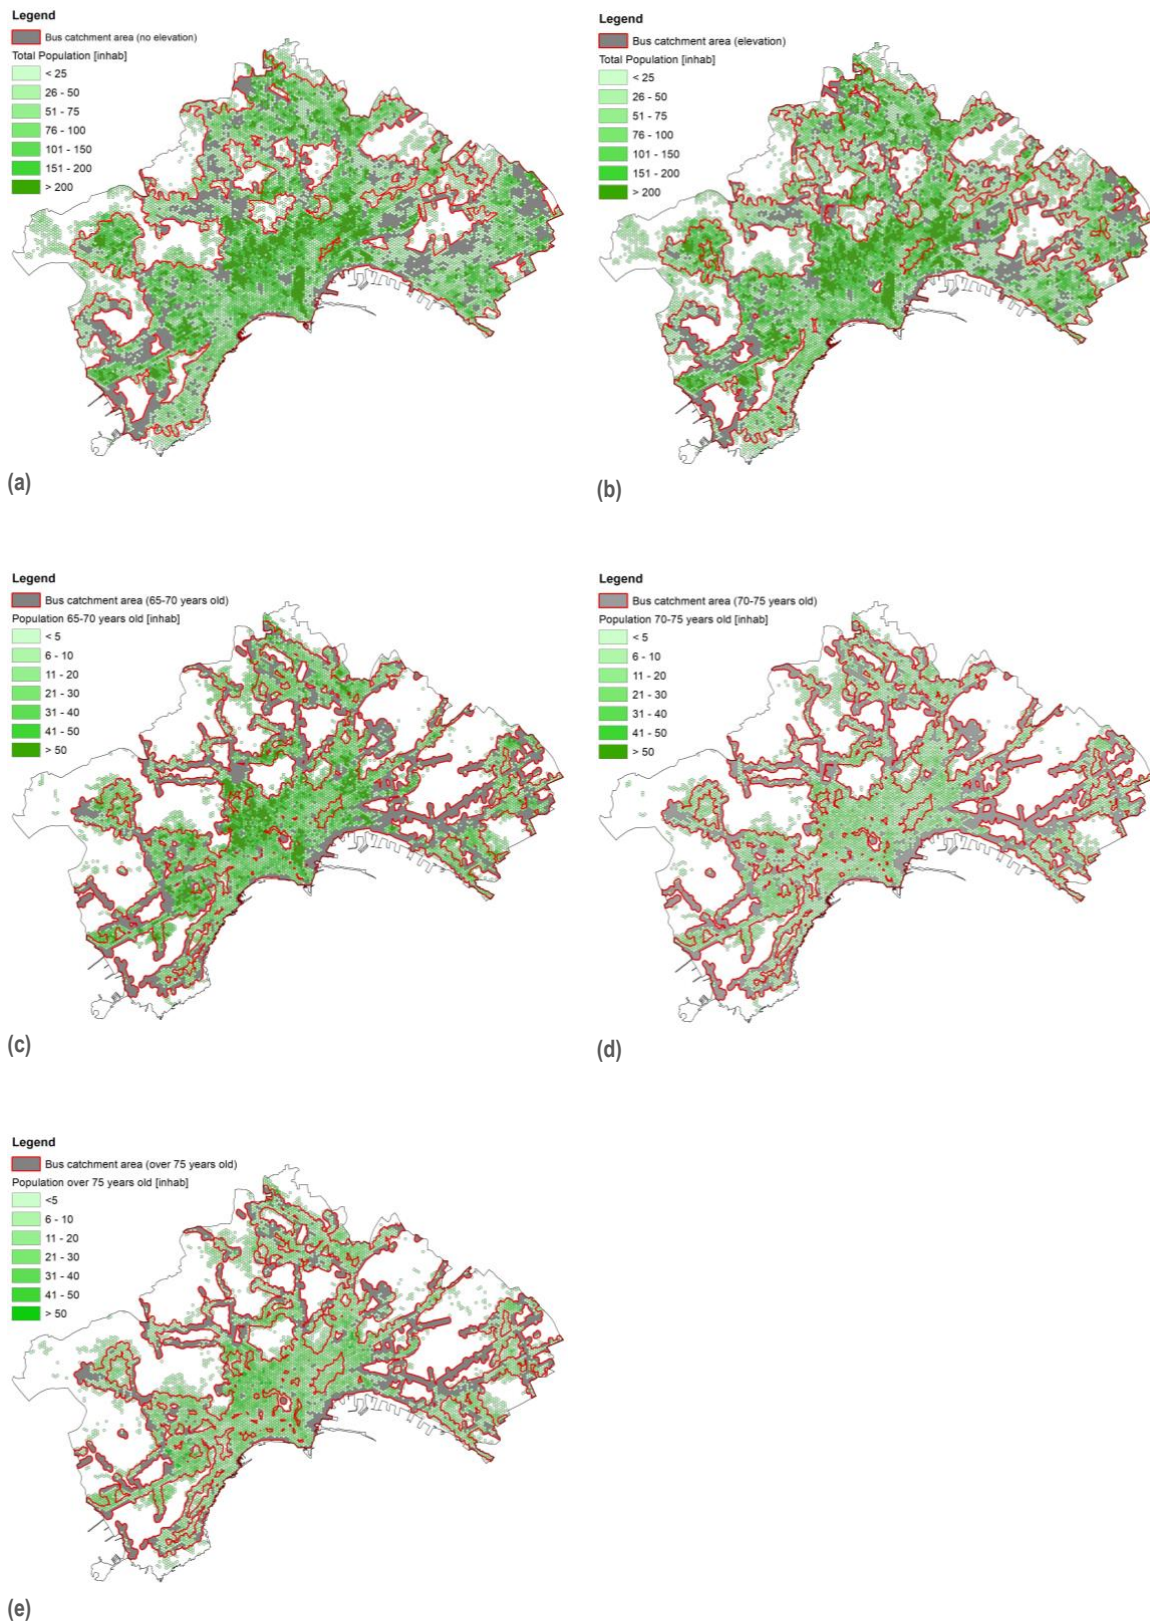 Legend
Bus catchment area (no elevation)
Total Population [inhab]
< 25
26 - 50
51 - 75
76 - 100
101 - 150
151 - 200
> 200
(a)
Legend
Bus catchment area (elevation)
Total Population [inhab]
< 25
26 - 50
51 - 75
76 - 100
101 - 150
151 - 200
> 200
(b)
Legend
Bus catchment area (65-70 years old)
Population 65-70 years old [inhab]
< 5
6 - 10
11 - 20
21 - 30
31 - 40
41 - 50
> 50
(c)
Legend
Bus catchment area (70-75 years old)
Population 70-75 years old [inhab]
< 5
6 - 10
11 - 20
21 - 30
31 - 40
41 - 50
> 50
(d)
Legend
Bus catchment area (over 75 years old)
Population over 75 years old [inhab]
<5
6 - 10
11 - 20
21 - 30
31 - 40
41 - 50
> 50
(e)